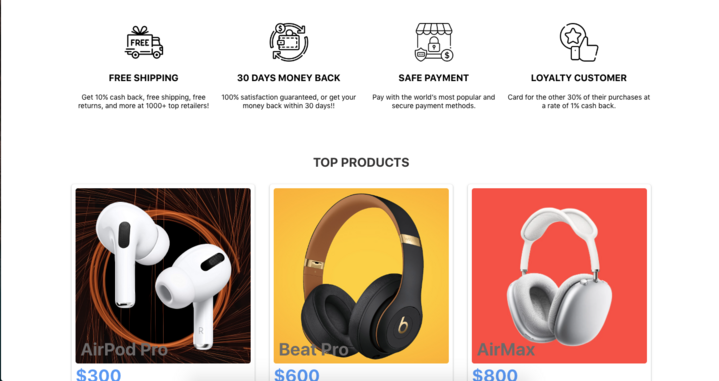 FREE
FREE SHIPPING
Get 10% cash back, free shipping, free
returns, and more at 1000+ top retailers!
30 DAYS MONEY BACK
100% satisfaction guaranteed, or get your
money back within 30 days!!
SAFE PAYMENT
Pay with the world's most popular and
secure payment methods.
LOYALTY CUSTOMER
Card for the other 30% of their purchases at
a rate of 1% cash back.
TOP PRODUCTS
AirPod Pro
$300
Beat Pro
$600
AirMax
$800